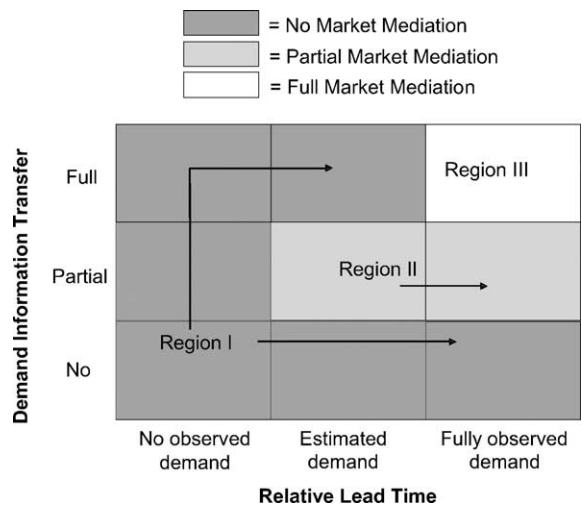 = No Market Mediation
= Partial Market Mediation
= Full Market Mediation
Demand Information Transfer
Full
Region III
Partial
Region II
Region I
No
No observed
demand
Estimated
demand
Fully observed
demand
Relative Lead Time